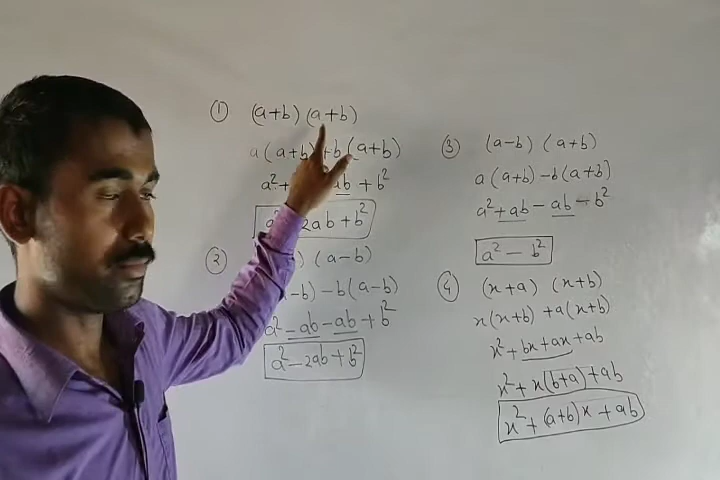 ① (a+b) (a+b)
a (a+b) +b (a+b)
a² + ab + b²
a² 2ab + b²
② ) (a-b)
-b) -b(a-b)
a² - ab - ab + b²
a² - 2ab + b²
③ (a-b) (a+b)
a (a+b) -b(a+b)
a² + ab - ab - b²
a² - b²
④ (x+a) (x+b)
x(x+b) +a(x+b)
x² + bx + ax + ab
x² + x(b+a) + ab
x² + (a+b)x + ab